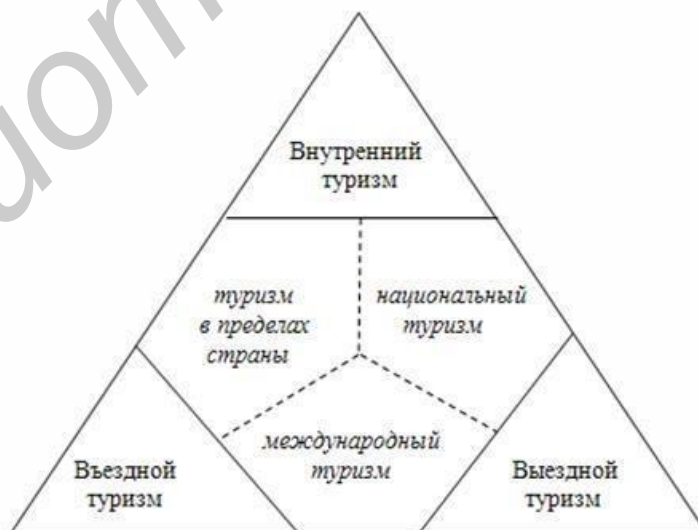 Внутренний
туризм
туризм
в пределах
страны
национальный
туризм
международный
туризм
Въездной
туризм
Выездной
туризм